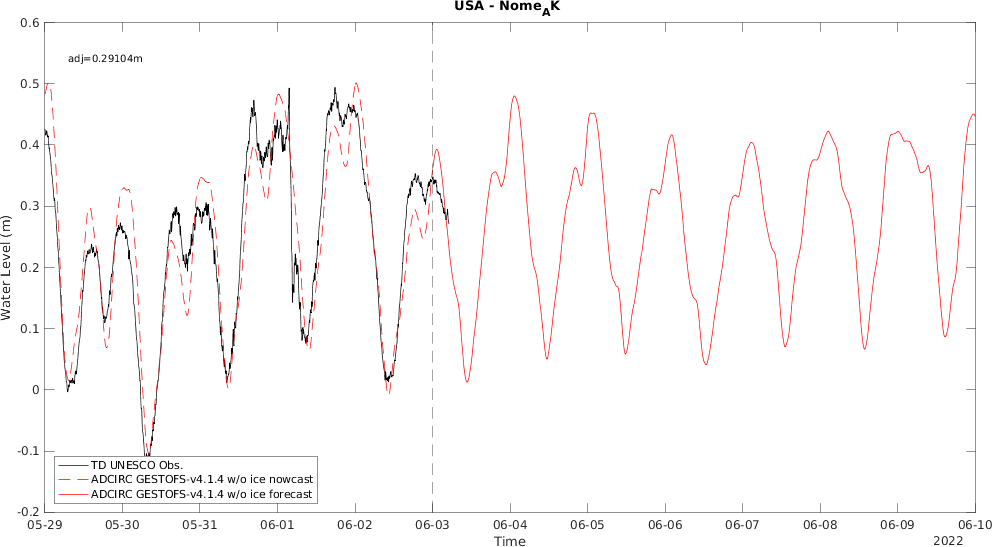 USA - Nome_AK
0.6
0.5
0.4
0.3
0.2
0.1
0
-0.1
-0.2
Water Level (m)
adj=0.29104m
TD UNESCO Obs.
ADCIRC GESTOFS-v4.1.4 w/o ice nowcast
ADCIRC GESTOFS-v4.1.4 w/o ice forecast
05-29 05-30 05-31 06-01 06-02 06-03 06-04 06-05 06-06 06-07 06-08 06-09 06-10
Time
2022